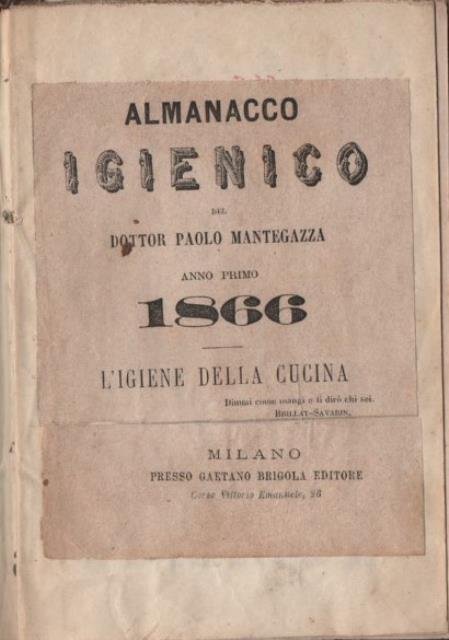 ALMANACCO
IGIENICO
DEL
DOTTOR PAOLO MANTEGAZZA
ANNO PRIMO
1866
L'IGIENE DELLA CUCINA
Dimmi come mangi e ti dirò chi sei.
BRILLAT-SAVARIN.
MILANO
PRESSO GAETANO BRIGOLA EDITORE
Corso Vittorio Emanuele, 26